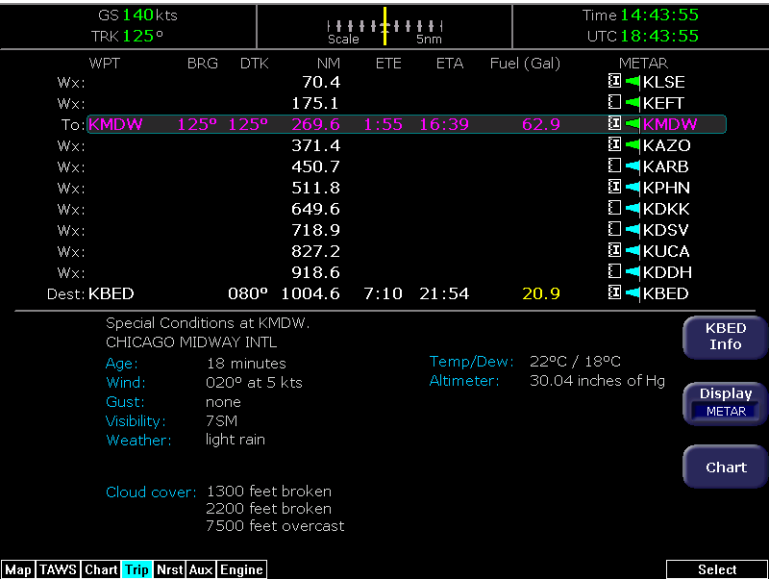 GS 140kts
TRK 125°
Scale 5nm
Time 14:43:55
UTC 18:43:55
WPT BRG DTK NM ETE ETA Fuel (Gal) METAR
Wx: 70.4 KLSE
Wx: 175.1 KEFT
To: KMDW 125° 125° 269.6 1:55 16:39 62.9 KMDW
Wx: 371.4 KAZO
Wx: 450.7 KARB
Wx: 511.8 KPHN
Wx: 649.6 KDKK
Wx: 718.9 KDSV
Wx: 827.2 KUCA
Wx: 918.6 KDDH
Dest: KBED 080° 1004.6 7:10 21:54 20.9 KBED
Special Conditions at KMDW.
CHICAGO MIDWAY INTL
Age: 18 minutes
Wind: 020° at 5 kts
Gust: none
Visibility: 7SM
Weather: light rain
Temp/Dew: 22°C / 18°C
Altimeter: 30.04 inches of Hg
Cloud cover: 1300 feet broken
2200 feet broken
7500 feet overcast
KBED
Info
Display
METAR
Chart
Map TAWS Chart Trip Nrst Aux Engine Select